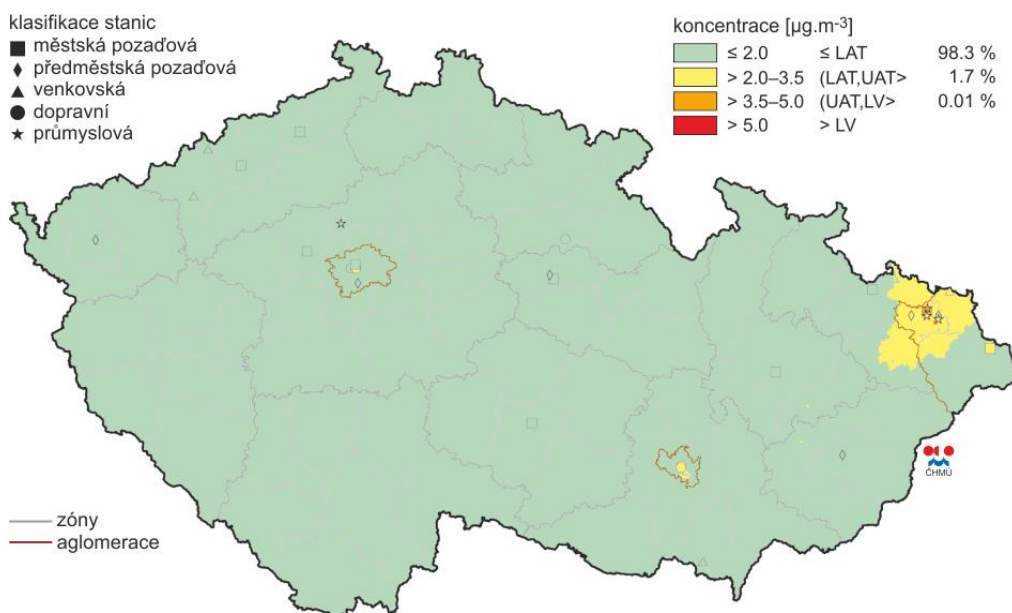 klasifikace stanic
městská pozaďová
předměstská pozaďová
venkovská
dopravní
průmyslová
koncentrace [µg.m-3]
≤ 2.0 ≤ LAT 98.3 %
> 2.0–3.5 (LAT,UAT> 1.7 %
> 3.5–5.0 (UAT,LV> 0.01 %
> 5.0 > LV
ČHMÚ
zóny
aglomerace